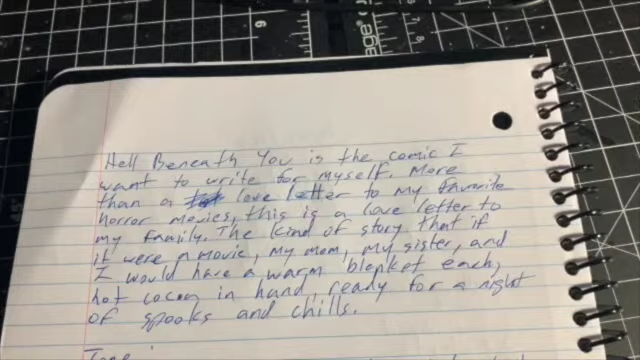 9
age
Hell Beneath You is the comic I
want to write for myself. More
than a love letter to my favorite
horror movies, this is a love letter to
my family. The kind of story that if
it were a movie, my mom, my sister, and
I would have a warm blanket each,
hot cocoa in hand, ready for a night
of spooks and chills.
Tone